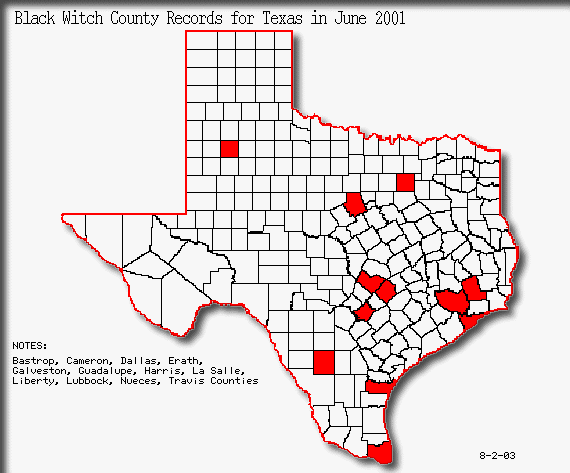 Black Witch County Records for Texas in June 2001
NOTES:
Bastrop, Cameron, Dallas, Erath,
Galveston, Guadalupe, Harris, La Salle,
Liberty, Lubbock, Nueces, Travis Counties
8-2-03